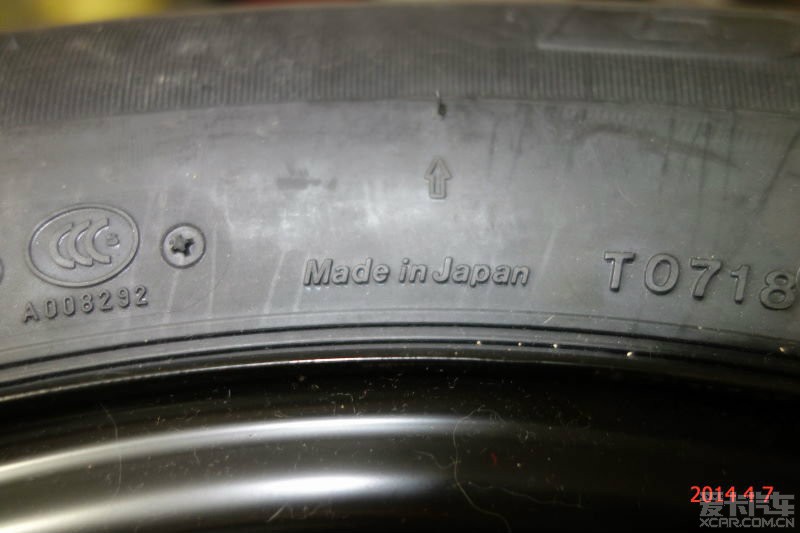 CCC
A008292
Made in Japan
T0718
2014 4 7
爱卡汽车
XCAR.COM.CN